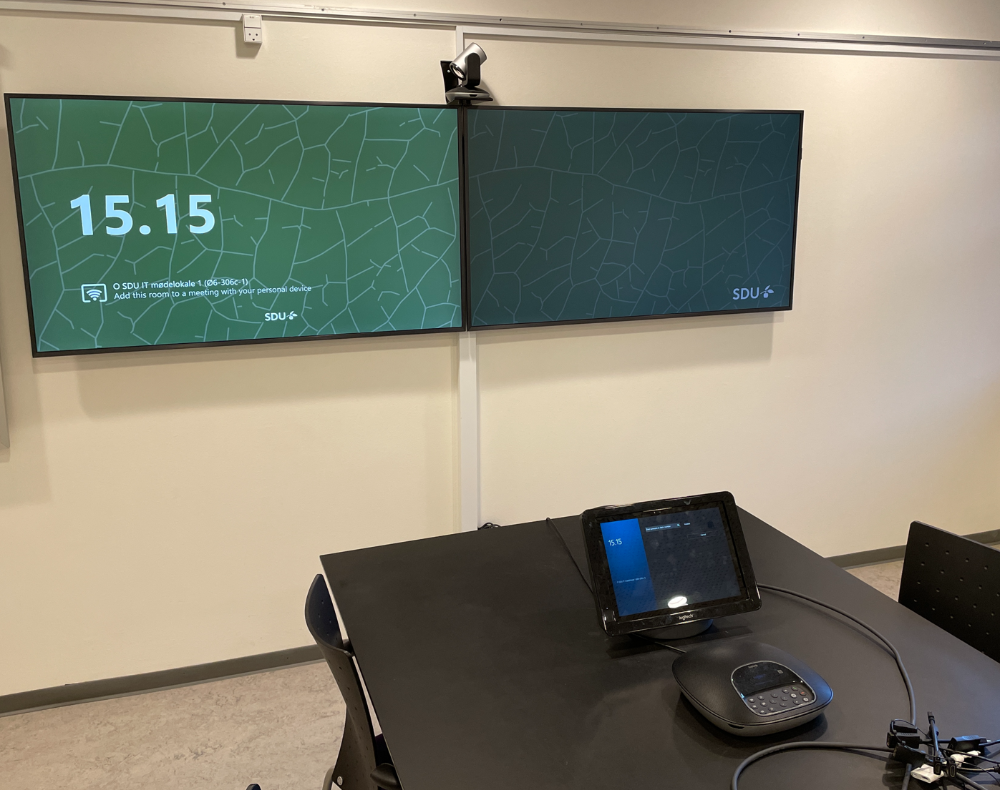 15.15
O SDU IT mødelokale 1 (Ø6-306c-1)
Add this room to a meeting with your personal device
SDU
SDU
15.15
logitech